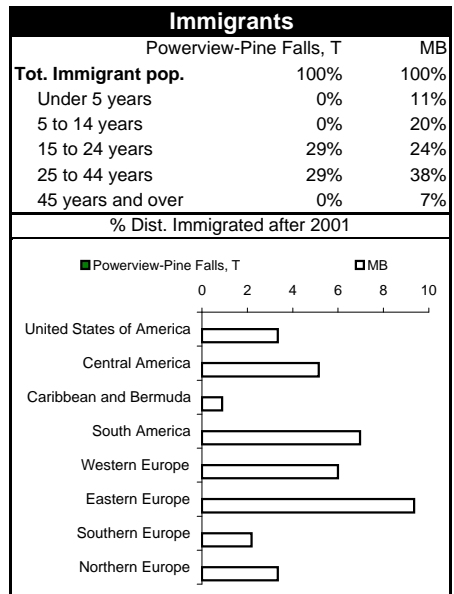 Immigrants
Powerview-Pine Falls, T MB
Tot. Immigrant pop. 100% 100%
Under 5 years 0% 11%
5 to 14 years 0% 20%
15 to 24 years 29% 24%
25 to 44 years 29% 38%
45 years and over 0% 7%
% Dist. Immigrated after 2001
Powerview-Pine Falls, T MB
0 2 4 6 8 10
United States of America
Central America
Caribbean and Bermuda
South America
Western Europe
Eastern Europe
Southern Europe
Northern Europe